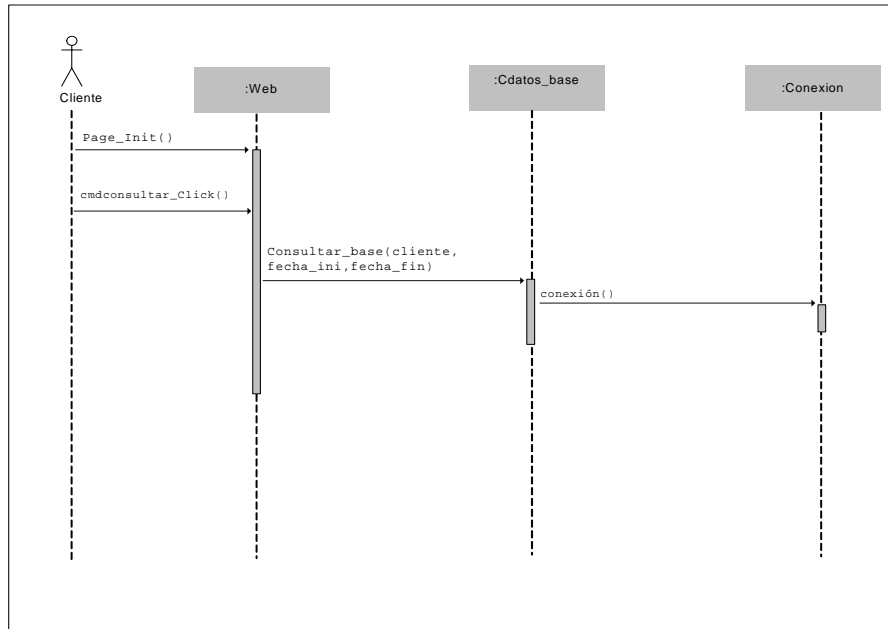 :Web
:Cdatos_base
:Conexion
Cliente
Page_Init()
cmdconsultar_Click()
Consultar_base(cliente,
fecha_ini,fecha_fin)
conexión()